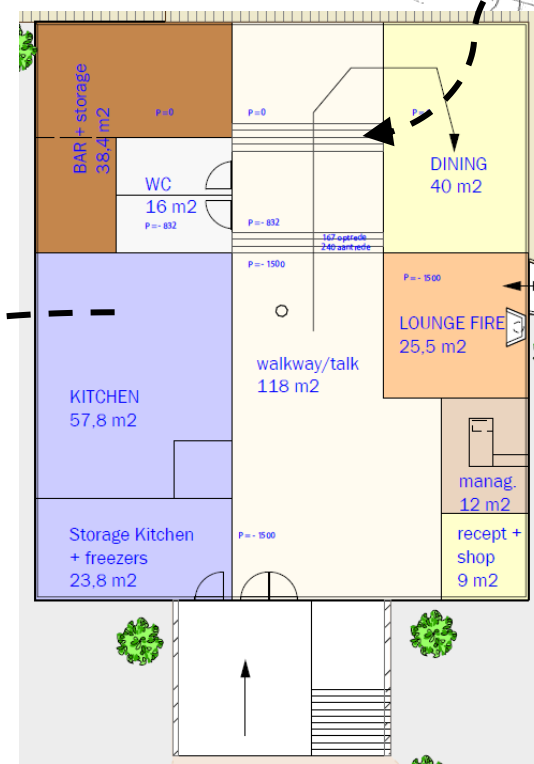 BAR + storage
38,4 m2
P=0
P=0
P=
DINING
40 m2
WC
16 m2
P=- 832
P=- 832
167 optrede
240 aantrede
P=- 1500
P=- 1500
LOUNGE FIRE
25,5 m2
walkway/talk
118 m2
KITCHEN
57,8 m2
manag.
12 m2
Storage Kitchen
+ freezers
23,8 m2
P=- 1500
recept +
shop
9 m2